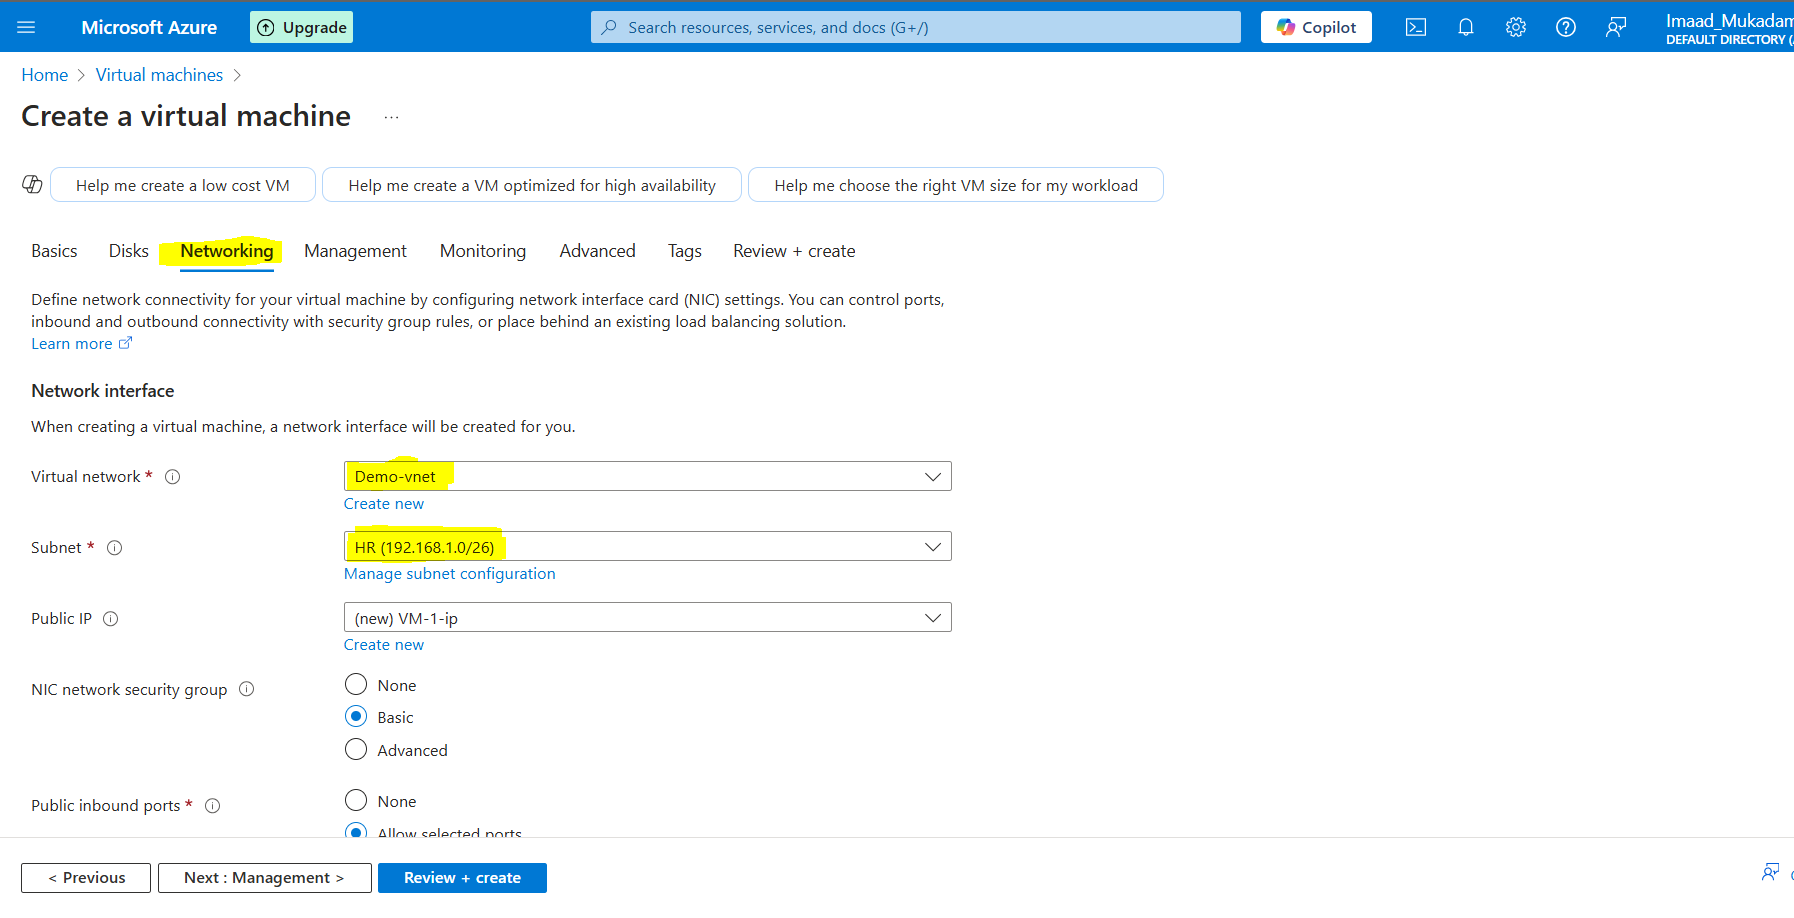 Microsoft Azure
Upgrade
Search resources, services, and docs (G+/)
Copilot
Imaad_Mukadam
DEFAULT DIRECTORY (
Home > Virtual machines >
Create a virtual machine ...
Help me create a low cost VM
Help me create a VM optimized for high availability
Help me choose the right VM size for my workload
Basics
Disks
Networking
Management
Monitoring
Advanced
Tags
Review + create
Define network connectivity for your virtual machine by configuring network interface card (NIC) settings. You can control ports,
inbound and outbound connectivity with security group rules, or place behind an existing load balancing solution.
Learn more
Network interface
When creating a virtual machine, a network interface will be created for you.
Virtual network *
Demo-vnet
Create new
Subnet *
HR (192.168.1.0/26)
Manage subnet configuration
Public IP
(new) VM-1-ip
Create new
NIC network security group
None
Basic
Advanced
Public inbound ports *
None
Allow selected ports
< Previous
Next : Management >
Review + create